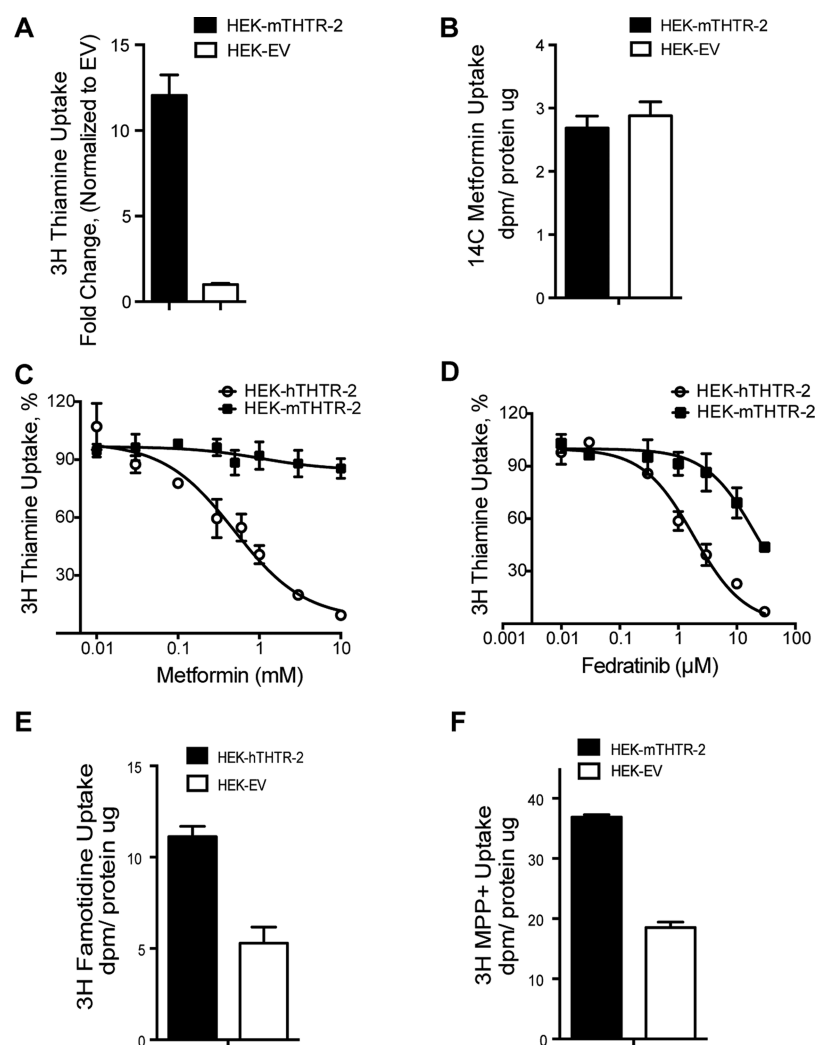 A
HEK-mTHTR-2
HEK-EV
3H Thiamine Uptake
Fold Change, (Normalized to EV)
15
10
5
0
B
HEK-mTHTR-2
HEK-EV
14C Metformin Uptake
dpm/ protein ug
4
3
2
1
0
C
HEK-hTHTR-2
HEK-mTHTR-2
3H Thiamine Uptake, %
120
90
60
30
0.01
0.1
1
10
Metformin (mM)
D
HEK-hTHTR-2
HEK-mTHTR-2
3H Thiamine Uptake, %
120
90
60
30
0.001
0.01
0.1
1
10
100
Fedratinib (μM)
E
HEK-hTHTR-2
HEK-EV
3H Famotidine Uptake
dpm/ protein ug
15
10
5
0
F
HEK-mTHTR-2
HEK-EV
3H MPP+ Uptake
dpm/ protein ug
40
30
20
10
0